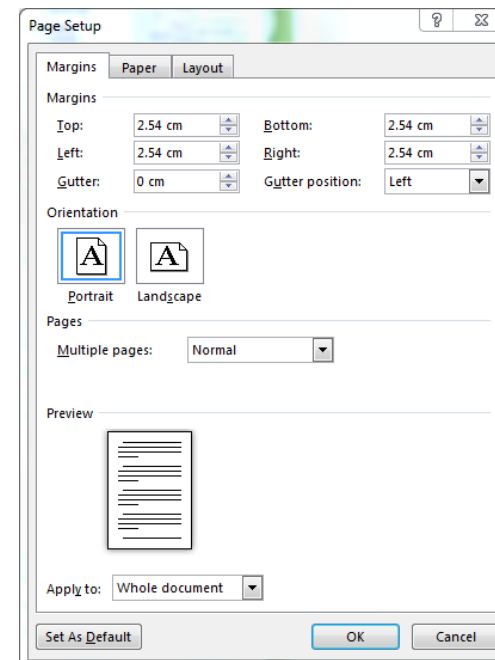 Page Setup
Margins Paper Layout
Margins
Top: 2.54 cm Bottom: 2.54 cm
Left: 2.54 cm Right: 2.54 cm
Gutter: 0 cm Gutter position: Left
Orientation
A A
Portrait Landscape
Pages
Multiple pages: Normal
Preview
Apply to: Whole document
Set As Default OK Cancel